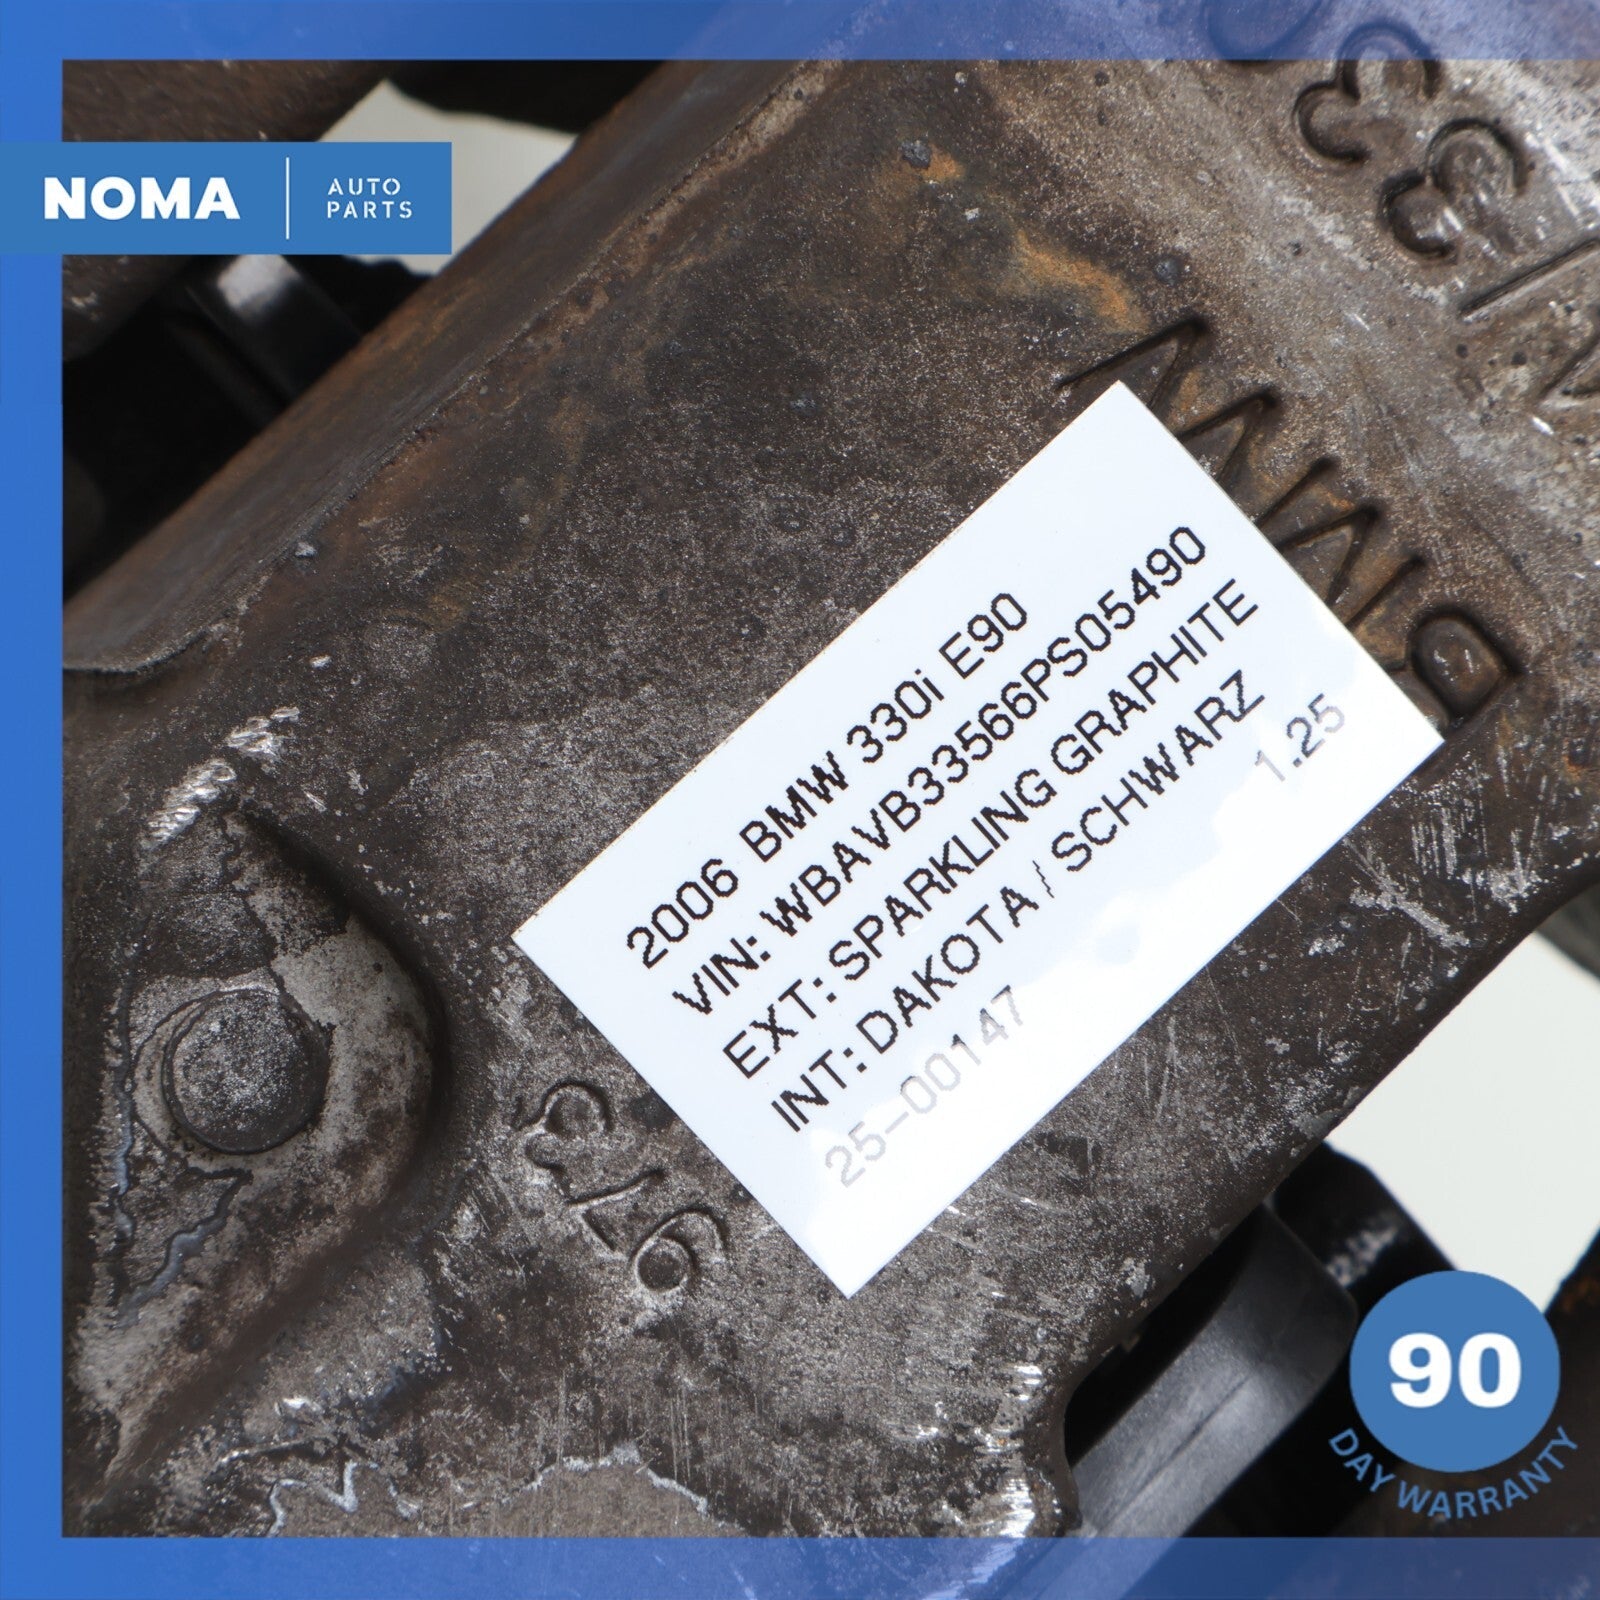 NOMA
AUTO
PARTS
2006 BMW 330i E90
VIN: WBAVB33566PS05490
EXT: SPARKLING GRAPHITE
INT: DAKOTA / SCHWARZ
1.25
25-00147
BMW
973
90
DAY WARRANTY